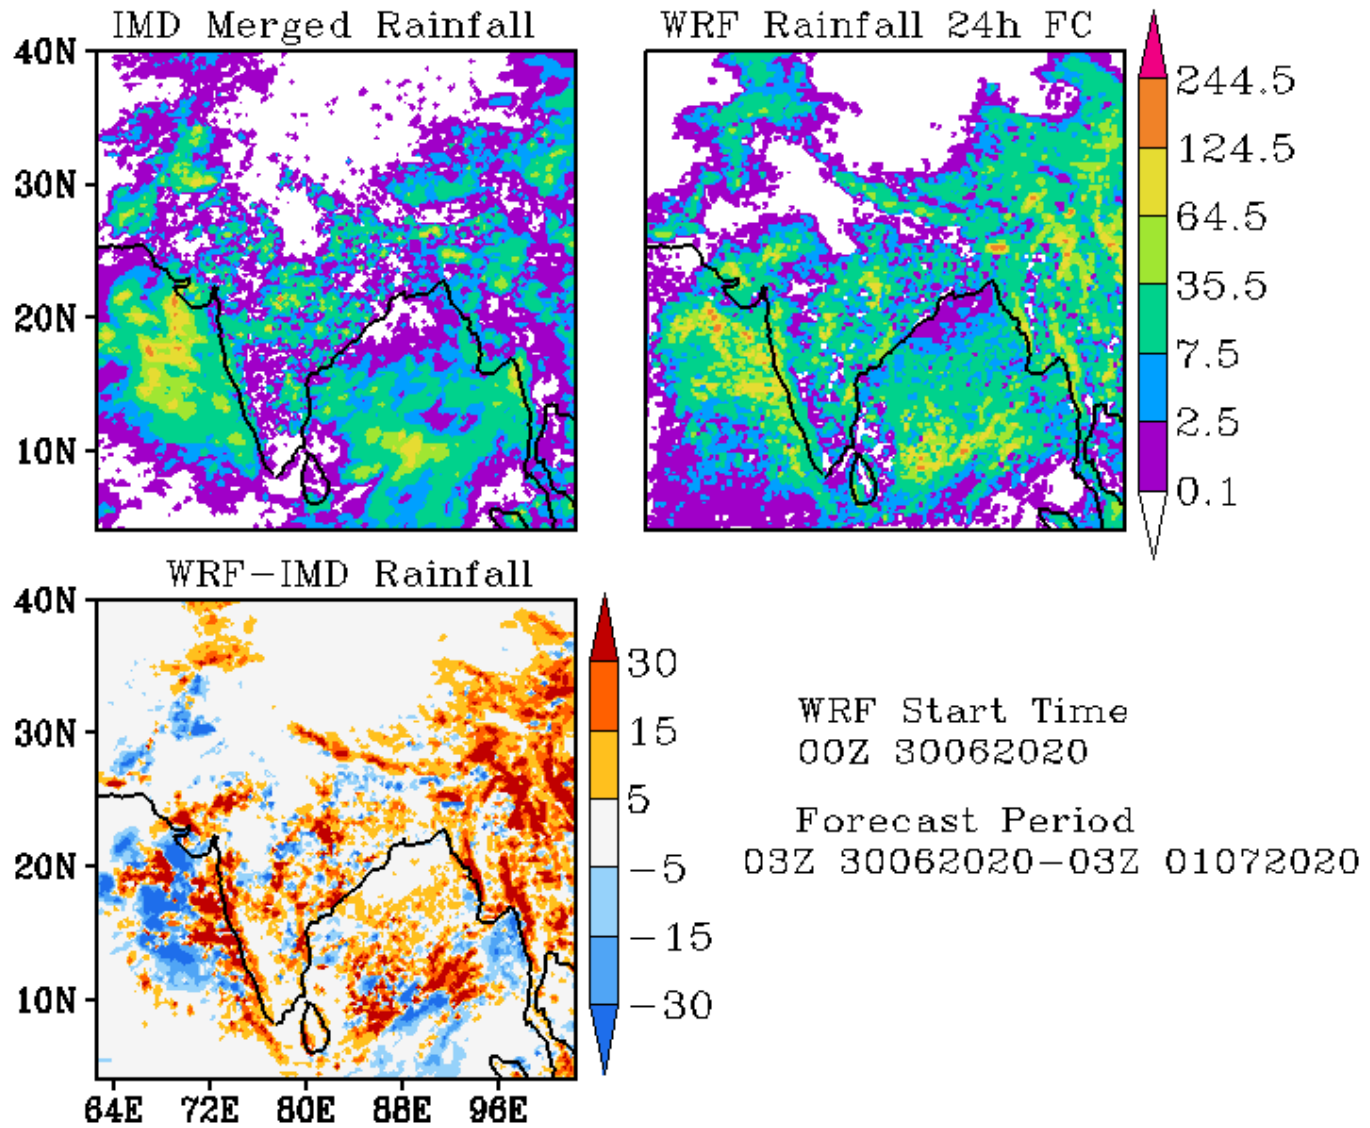 IMD Merged Rainfall
WRF Rainfall 24h FC
40N
30N
20N
10N
244.5
124.5
64.5
35.5
7.5
2.5
0.1
WRF-IMD Rainfall
40N
30N
20N
10N
64E 72E 80E 88E 96E
30
15
5
-5
-15
-30
WRF Start Time
00Z 30062020
Forecast Period
03Z 30062020-03Z 01072020